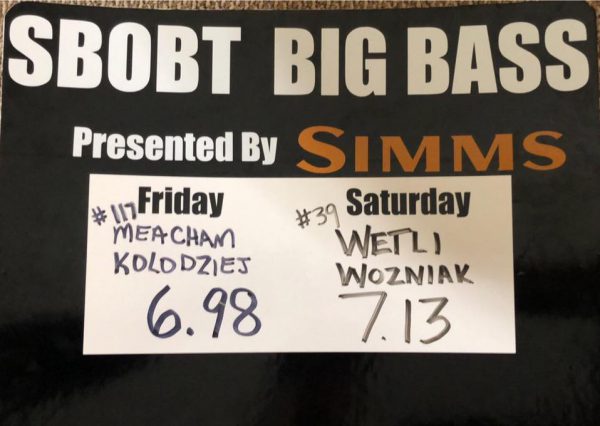 SBOBT BIG BASS
Presented By SIMMS
Friday
#117
MEACHAM
KOLODZIEJ
6.98
Saturday
#39
WETLI
WOZNIAK
7.13